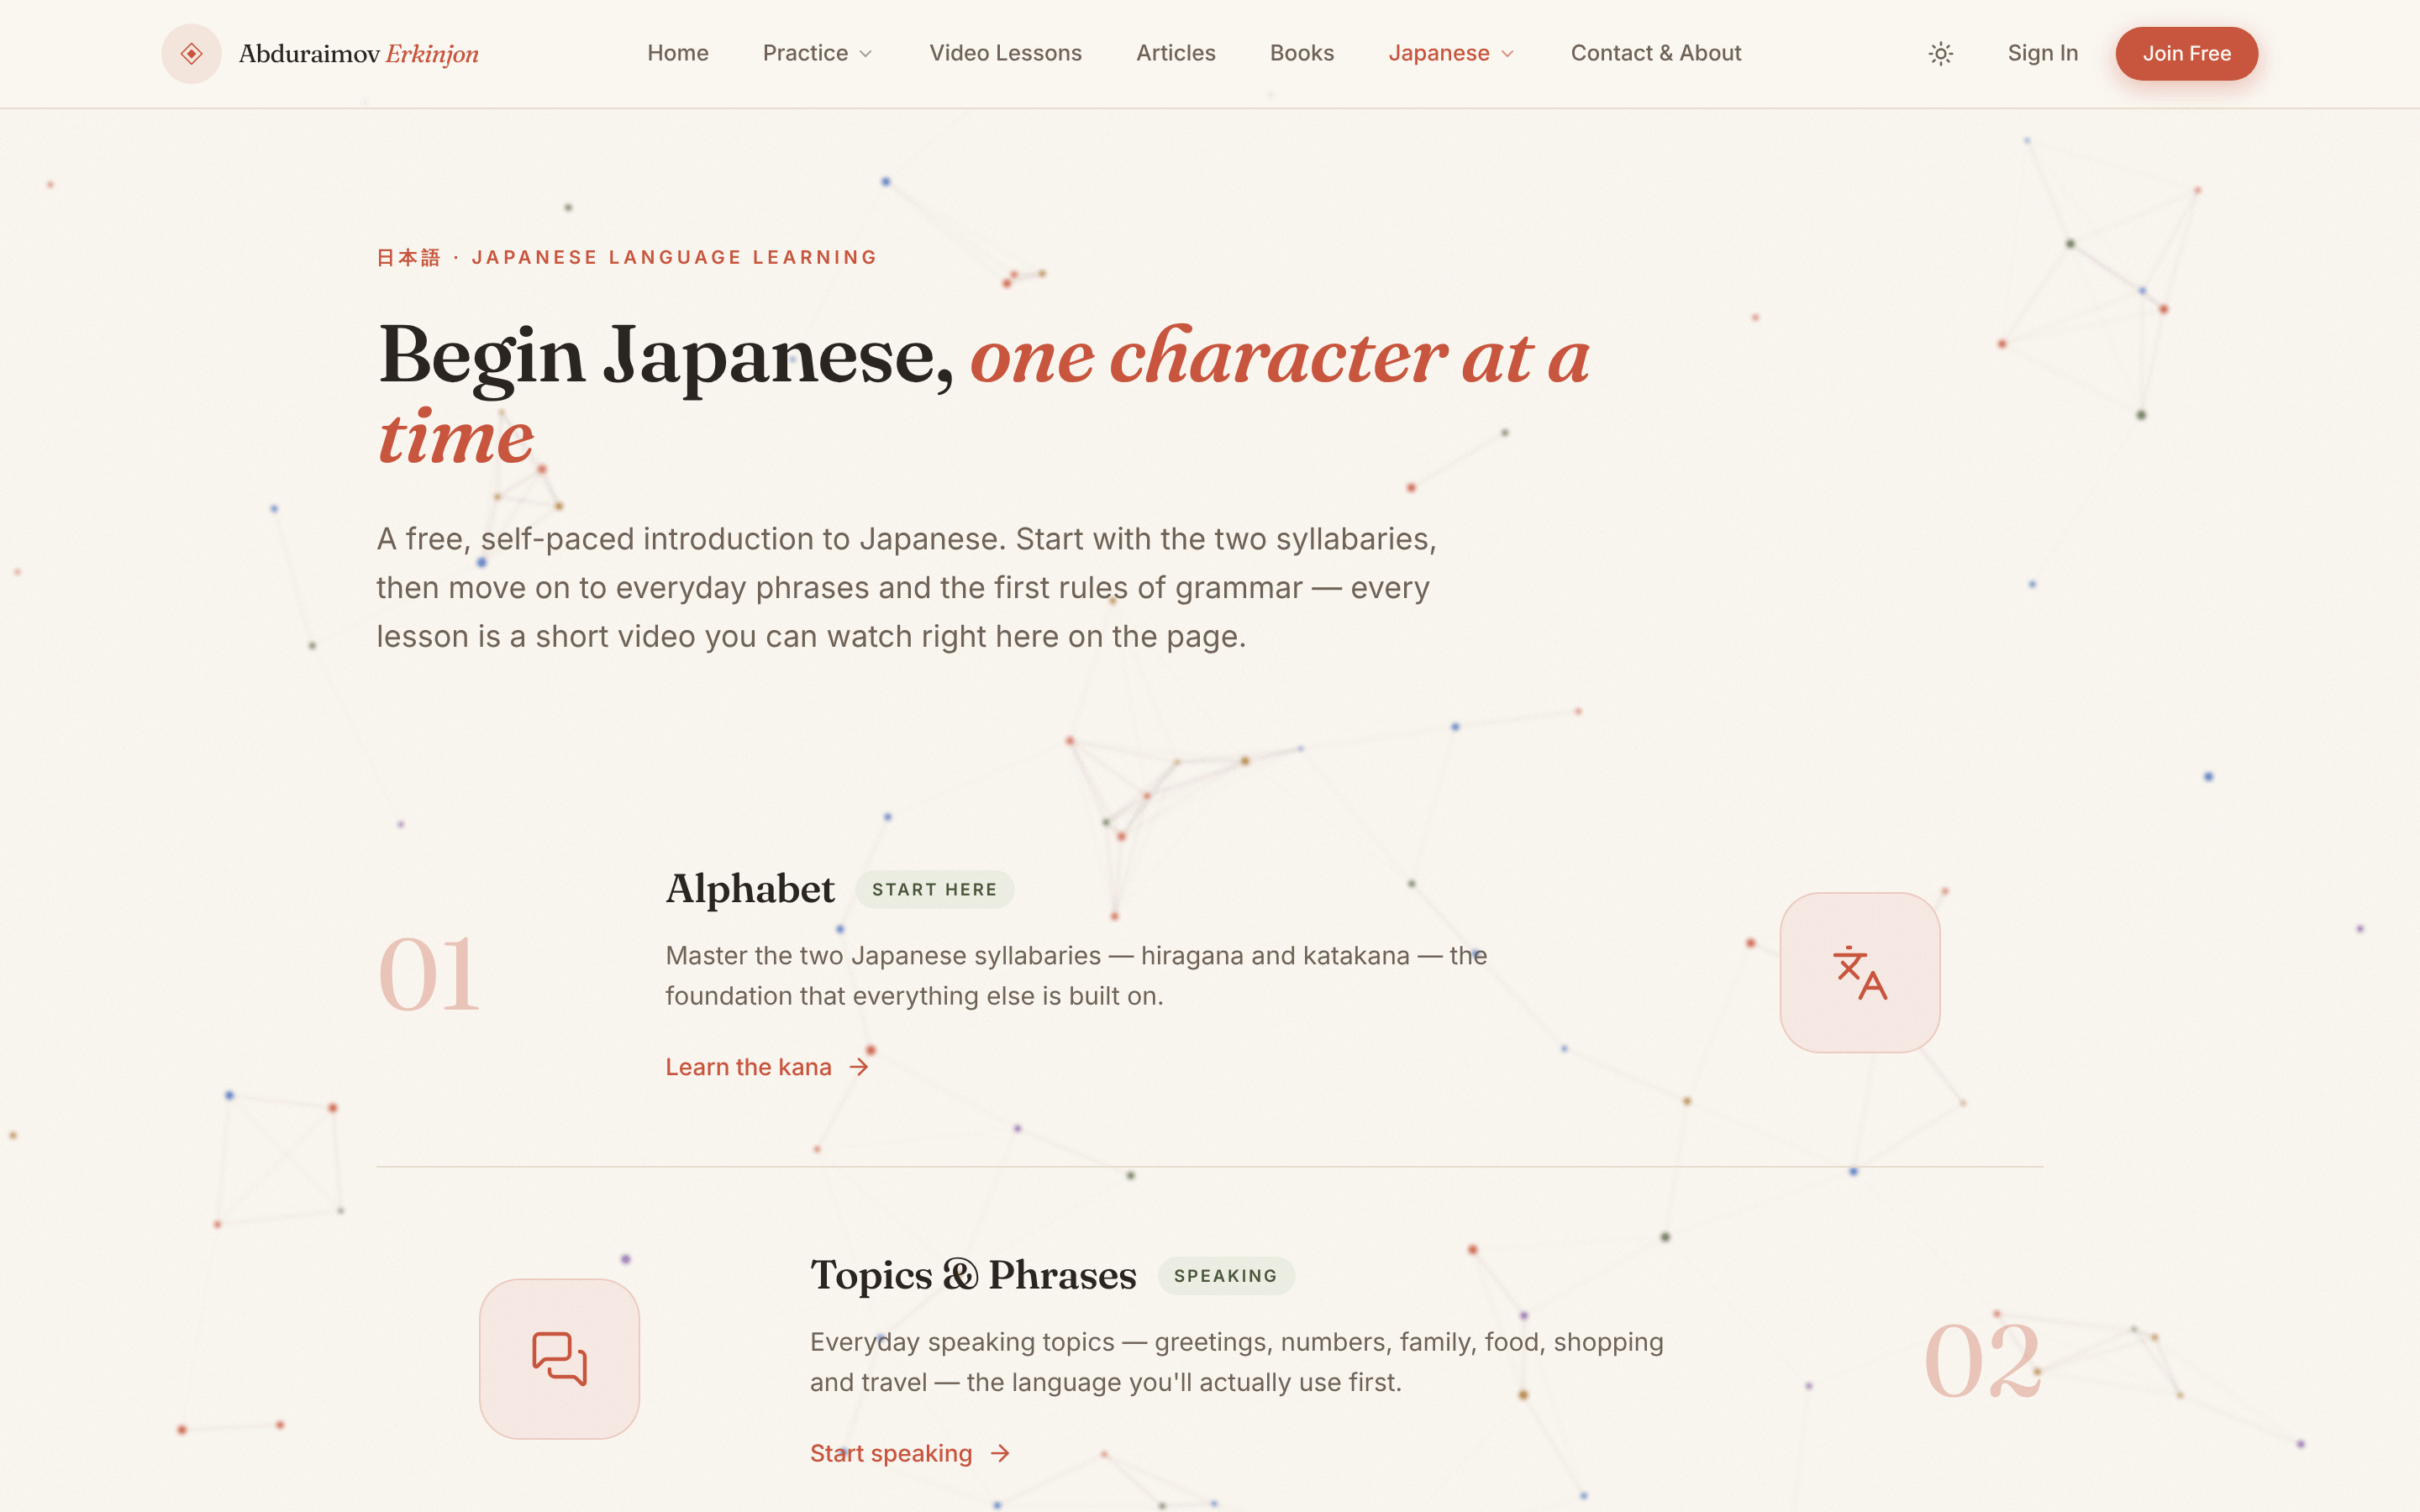 Abduraimov Erkinjon
Home
Practice
Video Lessons
Articles
Books
Japanese
Contact & About
Sign In
Join Free
日本語 · JAPANESE LANGUAGE LEARNING
Begin Japanese, one character at a
time
A free, self-paced introduction to Japanese. Start with the two syllabaries,
then move on to everyday phrases and the first rules of grammar — every
lesson is a short video you can watch right here on the page.
01
Alphabet
START HERE
Master the two Japanese syllabaries — hiragana and katakana — the
foundation that everything else is built on.
Learn the kana →
Topics & Phrases
SPEAKING
Everyday speaking topics — greetings, numbers, family, food, shopping
and travel — the language you'll actually use first.
Start speaking →
02